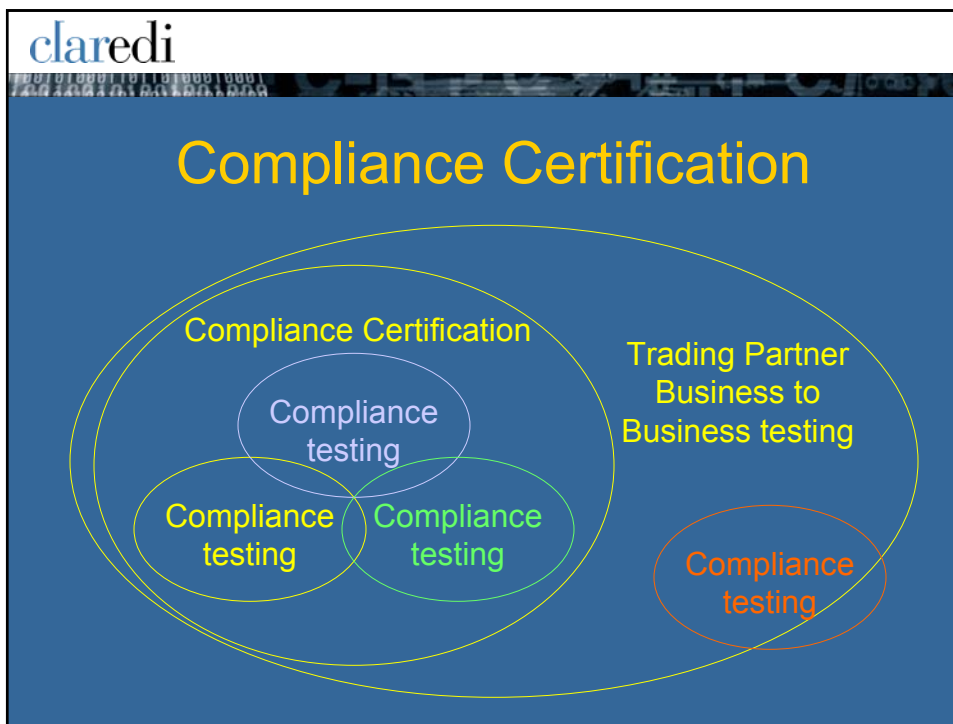 claredi
Compliance Certification
Compliance Certification
Trading Partner
Business to
Business testing
Compliance
testing
Compliance
testing
Compliance
testing
Compliance
testing